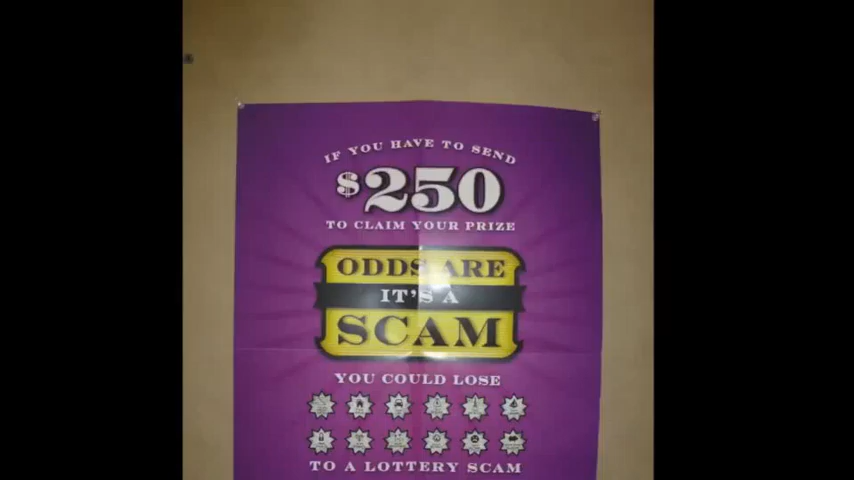 IF YOU HAVE TO SEND
$250
TO CLAIM YOUR PRIZE
ODDS ARE
IT'S A
SCAM
YOU COULD LOSE
TO A LOTTERY SCAM